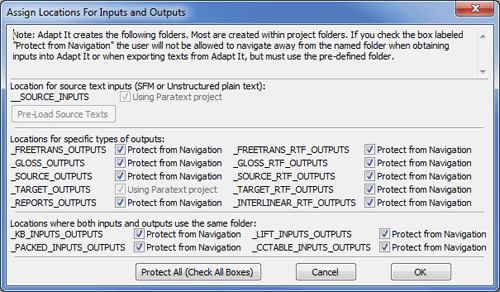 Assign Locations For Inputs and Outputs
Note: Adapt It creates the following folders. Most are created within project folders. If you check the box labeled
"Protect from Navigation" the user will not be allowed to navigate away from the named folder when obtaining
inputs into Adapt It or when exporting texts from Adapt It, but must use the pre-defined folder.
Location for source text inputs (SFM or Unstructured plain text):
__SOURCE_INPUTS Using Paratext project
Pre-Load Source Texts
Locations for specific types of outputs:
_FREETRANS_OUTPUTS Protect from Navigation _FREETRANS_RTF_OUTPUTS Protect from Navigation
_GLOSS_OUTPUTS Protect from Navigation _GLOSS_RTF_OUTPUTS Protect from Navigation
_SOURCE_OUTPUTS Protect from Navigation _SOURCE_RTF_OUTPUTS Protect from Navigation
_TARGET_OUTPUTS Using Paratext project _TARGET_RTF_OUTPUTS Protect from Navigation
_REPORTS_OUTPUTS Protect from Navigation _INTERLINEAR_RTF_OUTPUTS Protect from Navigation
Locations where both inputs and outputs use the same folder:
_KB_INPUTS_OUTPUTS Protect from Navigation _LIFT_INPUTS_OUTPUTS Protect from Navigation
_PACKED_INPUTS_OUTPUTS Protect from Navigation _CCTABLE_INPUTS_OUTPUTS Protect from Navigation
Protect All (Check All Boxes) Cancel OK